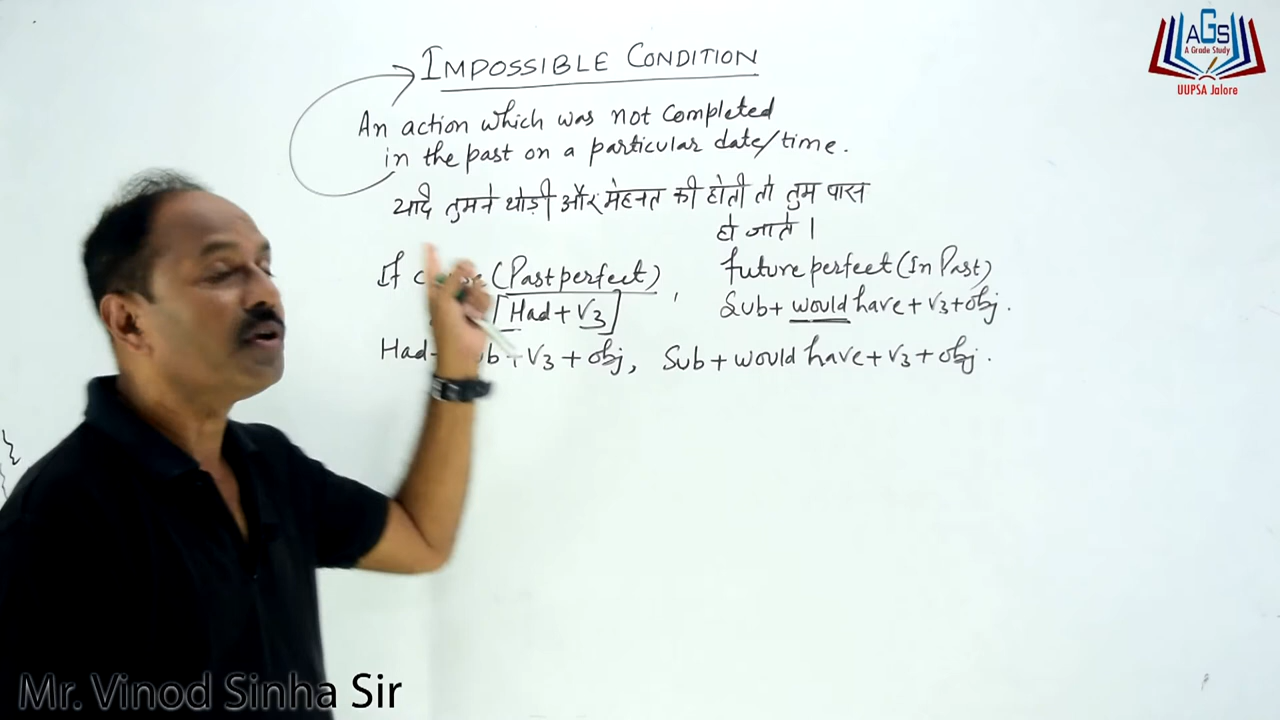 IMPOSSIBLE CONDITION
An action which was not completed
in the past on a particular date/time.
यदि तुमने थोड़ी और मेहनत की होती तो तुम पास
हो जाते।
If (Past perfect) , future perfect (In Past)
[Had + V3] Sub + would have + V3 + obj.
Had + V3 + obj, Sub + would have + V3 + obj.
AGS
A Grade Study
UUPSA Jalore
Mr. Vinod Sinha Sir